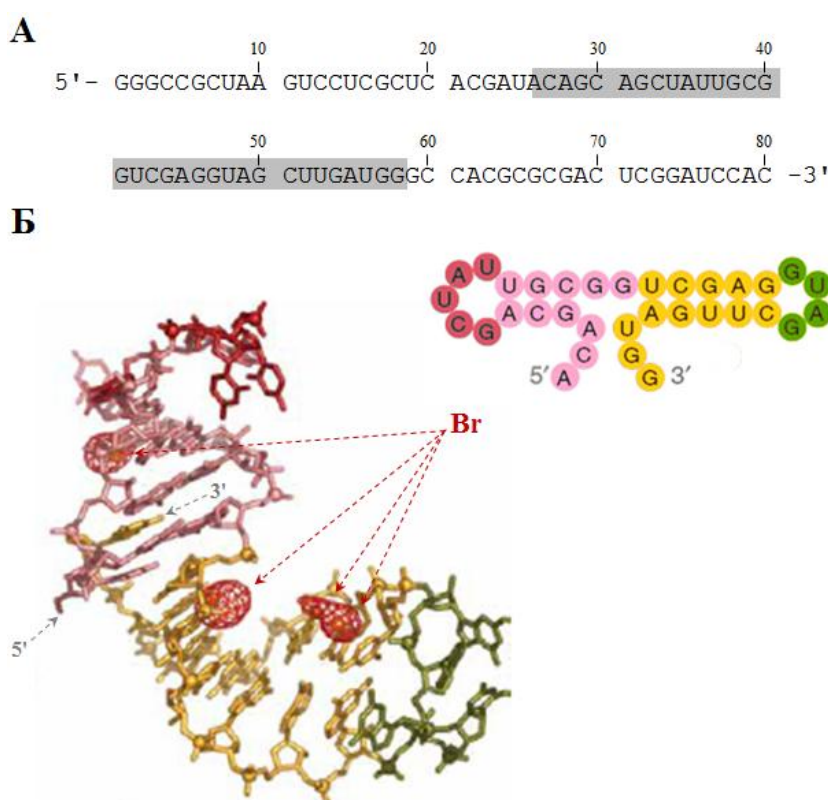 А
10 20 30 40
5'- GGGCCGCUAA GUCCUCGCUC ACGAUACAGC AGCUAUUGCG
50 60 70 80
GUCGAGGUAG CUUGAUGGGC CACGCGCGAC UCGGAUCCAC -3'
Б
A U U G C G G U C G A G G U
U C G A C G A U A G U U C G A
C G
5' A G G 3'
Br
3'
5'